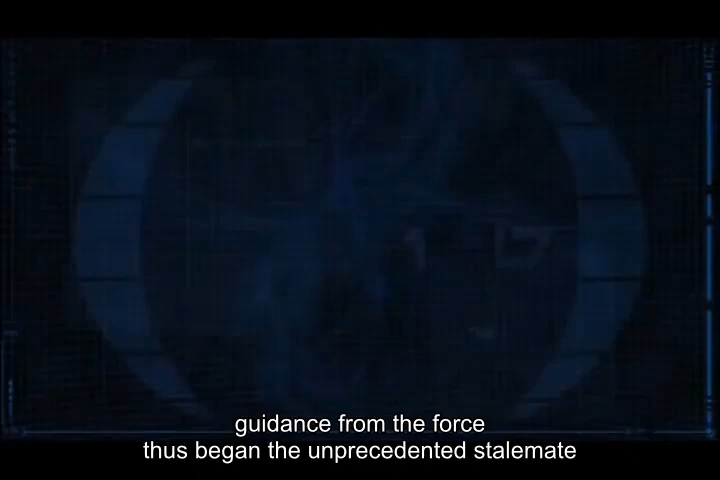 guidance from the force
thus began the unprecedented stalemate